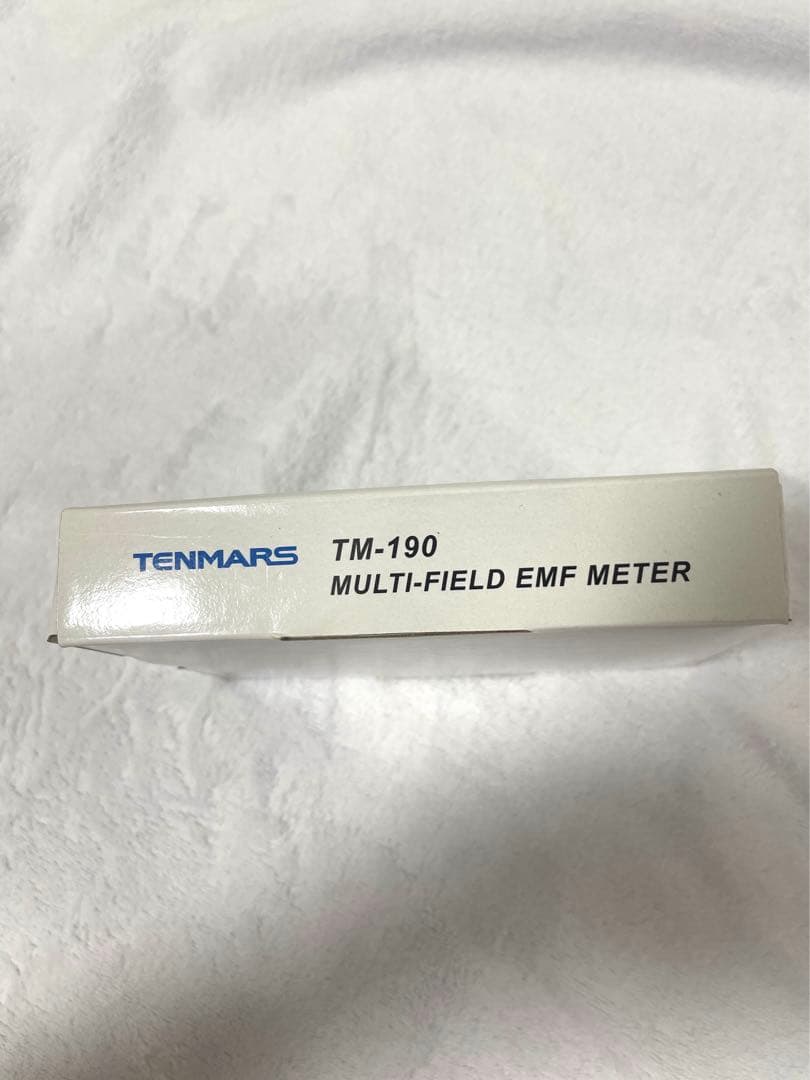 TENMARS
TM-190
MULTI-FIELD EMF METER